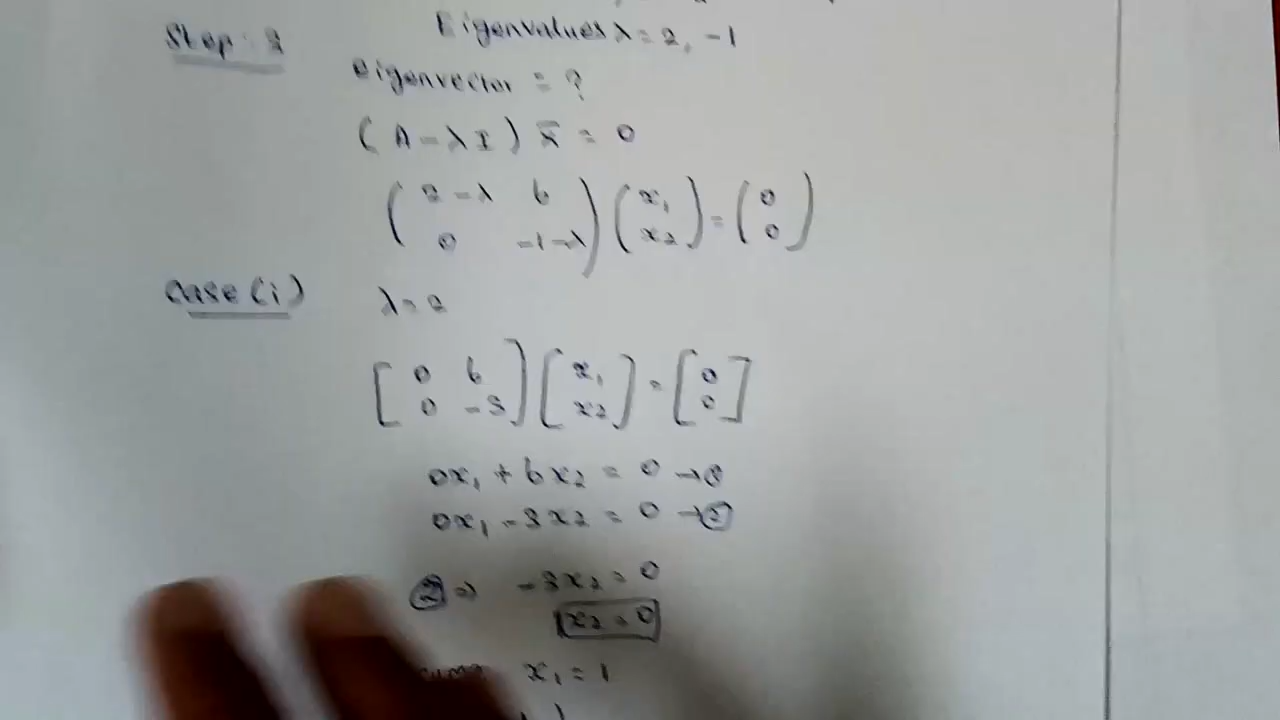 Step: 2
Eigenvalues λ = 2, -1
eigenvector = ?
(A - λI) x̄ = 0
(2-λ 6
0 -1-λ) (x₁
x₂) = (0
0)
Case (i)
λ = 2
[0 6
0 -3] [x₁
x₂] = [0
0]
0x₁ + 6x₂ = 0 → ①
0x₁ - 3x₂ = 0 → ②
② ⇒ -3x₂ = 0
x₂ = 0
x₁ = 1